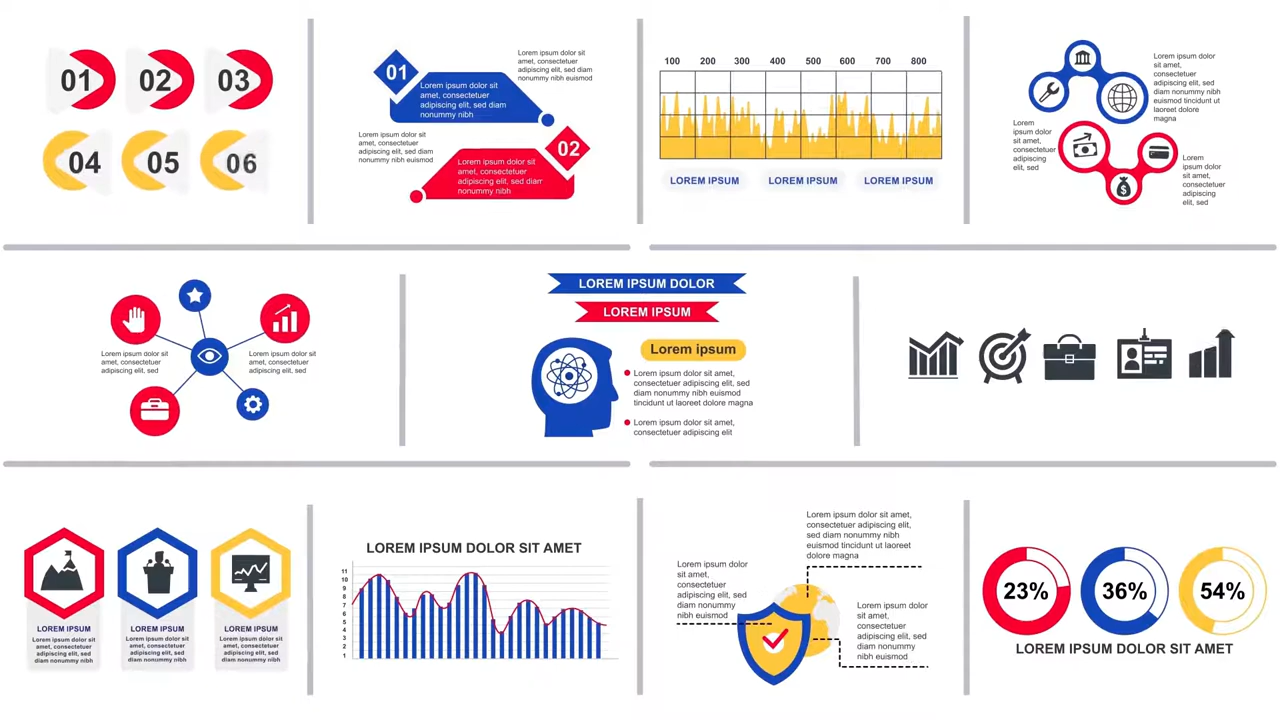 01
02
03
04
05
06
01
Lorem ipsum dolor sit
amet, consectetuer
adipiscing elit, sed diam
nonummy nibh
Lorem ipsum dolor sit
amet, consectetuer
adipiscing elit, sed diam
nonummy nibh euismod
Lorem ipsum dolor sit
amet, consectetuer
adipiscing elit, sed diam
nonummy nibh euismod
02
Lorem ipsum dolor sit
amet, consectetuer
adipiscing elit, sed diam
nonummy nibh
100 200 300 400 500 600 700 800
LOREM IPSUM
LOREM IPSUM
LOREM IPSUM
Lorem ipsum dolor
sit amet,
consectetuer
adipiscing elit, sed
diam nonummy nibh
euismod tincidunt ut
laoreet dolore
magna
Lorem
ipsum dolor
sit amet,
consectetuer
adipiscing
elit, sed
Lorem
ipsum dolor
sit amet,
consectetuer
adipiscing
elit, sed
$
Lorem ipsum dolor sit
amet, consectetuer
adipiscing elit, sed
Lorem ipsum dolor sit
amet, consectetuer
adipiscing elit, sed
LOREM IPSUM DOLOR
LOREM IPSUM
Lorem ipsum
Lorem ipsum dolor sit amet,
consectetuer adipiscing elit, sed
diam nonummy nibh euismod
tincidunt ut laoreet dolore magna
Lorem ipsum dolor sit amet,
consectetuer adipiscing elit
LOREM IPSUM
Lorem ipsum dolor sit
amet, consectetuer
adipiscing elit, sed
diam nonummy nibh
LOREM IPSUM
Lorem ipsum dolor sit
amet, consectetuer
adipiscing elit, sed
diam nonummy nibh
LOREM IPSUM
Lorem ipsum dolor sit
amet, consectetuer
adipiscing elit, sed
diam nonummy nibh
LOREM IPSUM DOLOR SIT AMET
11
10
9
8
7
6
5
4
3
2
1
Lorem ipsum dolor sit amet,
consectetuer adipiscing elit,
sed diam nonummy nibh
euismod tincidunt ut laoreet
dolore magna
Lorem ipsum dolor
sit amet,
consectetuer
adipiscing elit, sed
diam nonummy
nibh euismod
Lorem ipsum dolor
sit amet,
consectetuer
adipiscing elit, sed
diam nonummy
nibh euismod
23%
36%
54%
LOREM IPSUM DOLOR SIT AMET